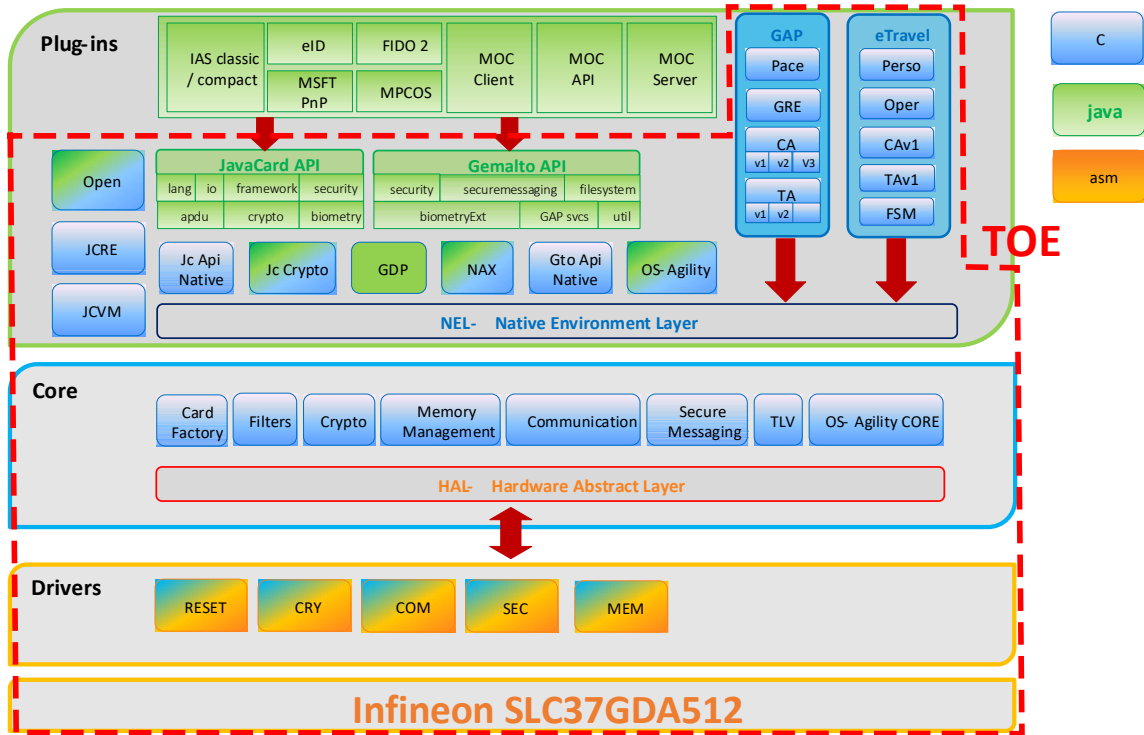 Plug-ins
IAS classic
/ compact
eID
FIDO 2
MSFT
PnP
MPCOS
MOC
Client
MOC
API
MOC
Server
GAP
Pace
GRE
CA
v1 v2 V3
TA
v1 v2
eTravel
Perso
Oper
CAv1
TAv1
FSM
C
java
asm
TOE
Open
JCRE
JCVM
JavaCard API
lang io framework security
apdu crypto biometry
Gemalto API
security securemessaging filesystem
biometryExt GAP svcs util
Jc Api
Native
Jc Crypto
GDP
NAX
Gto Api
Native
OS- Agility
NEL- Native Environment Layer
Core
Card
Factory
Filters
Crypto
Memory
Management
Communication
Secure
Messaging
TLV
OS- Agility CORE
HAL- Hardware Abstract Layer
Drivers
RESET
CRY
COM
SEC
MEM
Infineon SLC37GDA512